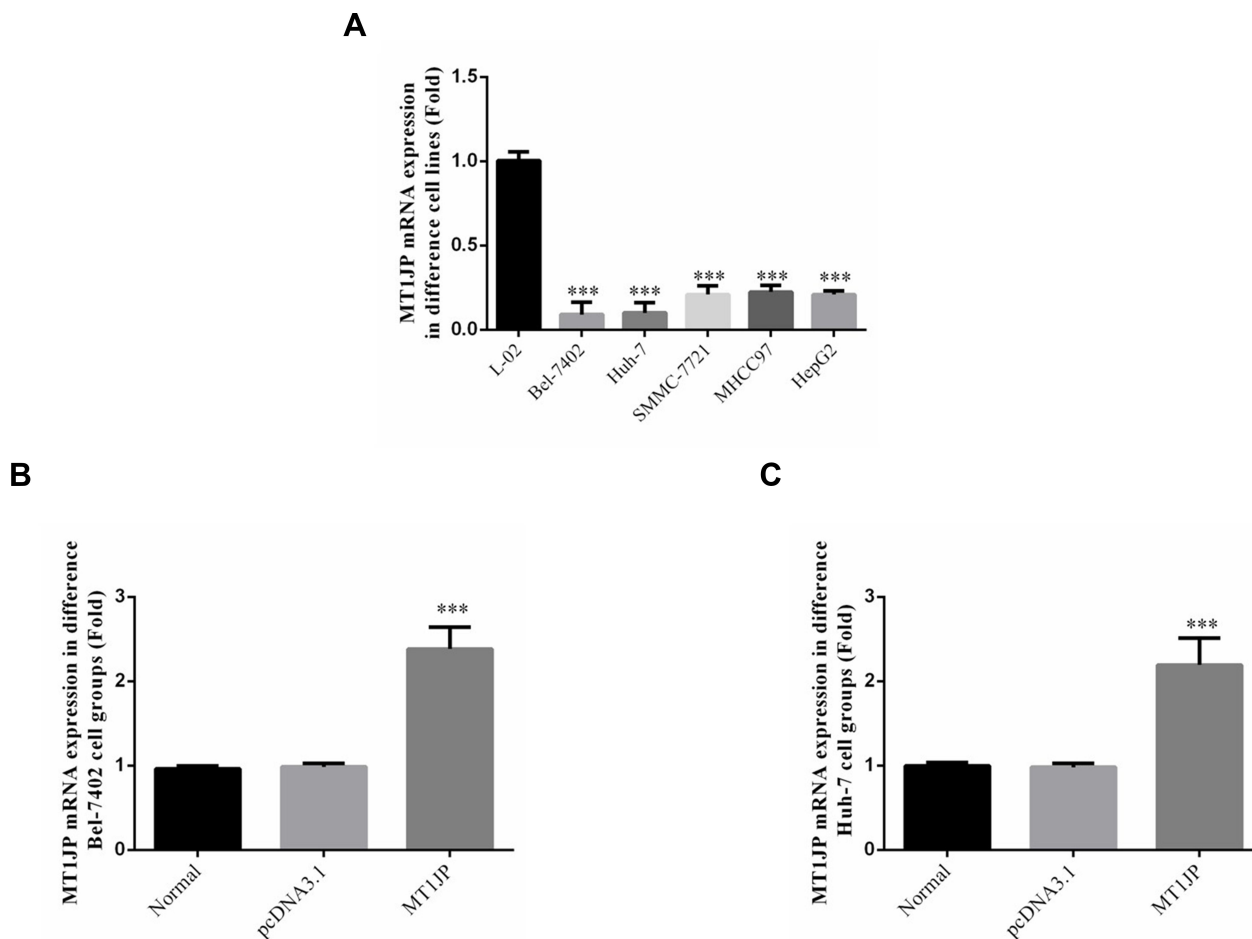 A
MT1JP mRNA expression
in difference cell lines (Fold)
1.5
1.0
0.5
0.0
***
***
***
***
***
L-02
Bel-7402
Huh-7
SMMC-7721
MHCC97
HepG2
B
MT1JP mRNA expression in difference
Bel-7402 cell groups (Fold)
3
2
1
0
***
Normal
pcDNA3.1
MT1JP
C
MT1JP mRNA expression in difference
Huh-7 cell groups (Fold)
3
2
1
0
***
Normal
pcDNA3.1
MT1JP